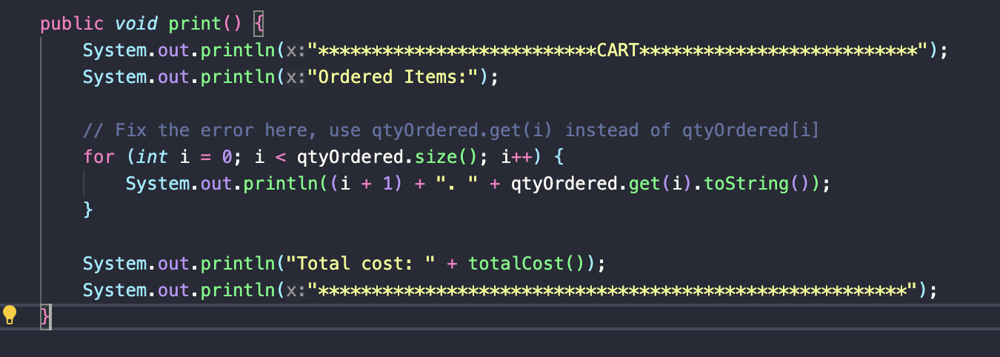 public void print() {
System.out.println(x:"**************************CART**************************");
System.out.println(x:"Ordered Items:");
// Fix the error here, use qtyOrdered.get(i) instead of qtyOrdered[i]
for (int i = 0; i < qtyOrdered.size(); i++) {
System.out.println((i + 1) + ". " + qtyOrdered.get(i).toString());
}
System.out.println("Total cost: " + totalCost());
System.out.println(x:"*******************************************************");
}